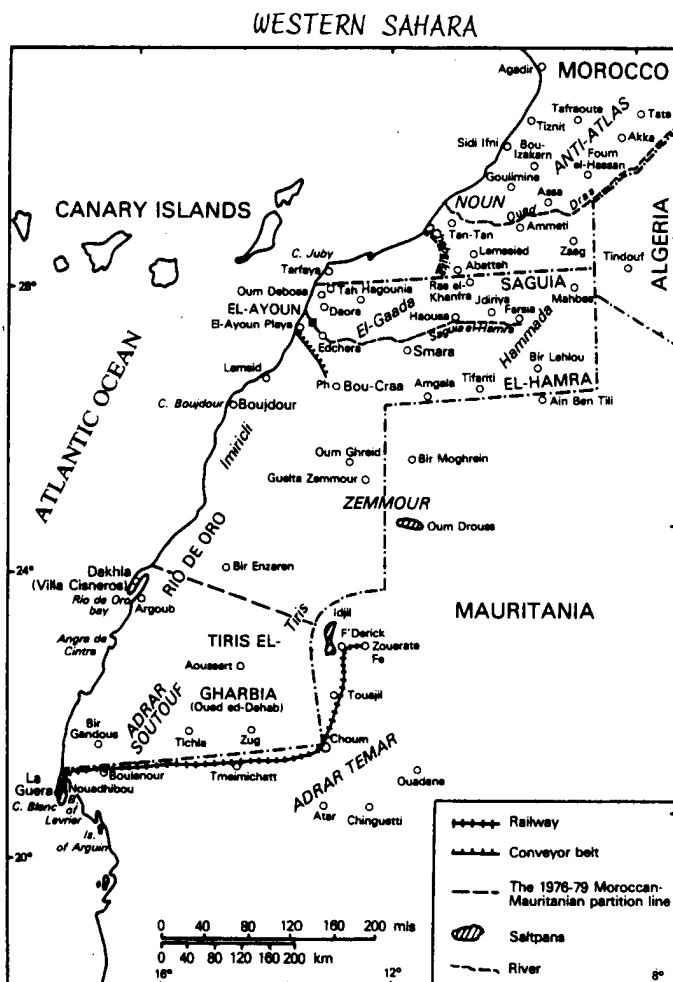 WESTERN SAHARA
Agadir
MOROCCO
Tafraoute
Tata
Tiznit
ANTI-ATLAS
Akka
Sidi Ifni
Bou-
Izakarn
Foum
el-Hassan
Goulimine
Assa
NOUN
Oued Draa
CANARY ISLANDS
Tan-Tan
Ammeti
Lemesied
Zaag
ALGERIA
C. Juby
Tarfaya
Abatteh
Tindouf
28°
Oum Deboaa
Tah
Hagounia
Ras el-
Khanfra
SAGUIA
Mahbes
EL-AYOUN
Daora
El-Gaada
Jdiriya
Haousa
Farsia
El-Ayoun Playa
Saguia el-Hamra
Hammada
Edchera
Smara
Bir Lehlou
Lemsid
Ph
Bou-Craa
Amgala
Tifariti
EL-HAMRA
C. Boujdour
Boujdour
Ain Ben Tili
ATLANTIC OCEAN
Imiricli
Oum Ghreid
Bir Moghrein
Guelta Zemmour
ZEMMOUR
Oum Drouss
RIO DE ORO
24°
Dakhla
(Villa Cisneros)
Bir Enzaren
Rio de Oro
bay
Argoub
Tiris
Idjil
MAURITANIA
Angra de
Cintra
TIRIS EL-
F'Derick
Zouerate
Fe
Aoussert
GHARBIA
(Oued ed-Dehab)
Touajil
ADRAR
SOUTOUF
Bir
Gandous
Tichla
Zug
Choum
ADRAR TEMAR
La
Guera
Boulenour
Tmeimichatt
Ouadane
Nouadhibou
C. Blanc
B.
of
Levrier
Is.
of Arguin
Atar
Chinguetti
20°
Railway
Conveyor belt
The 1976-79 Moroccan-
Mauritanian partition line
Saltpans
River
0 40 80 120 160 200 mls
0 40 80 120 160 200 km
16°
12°
8°